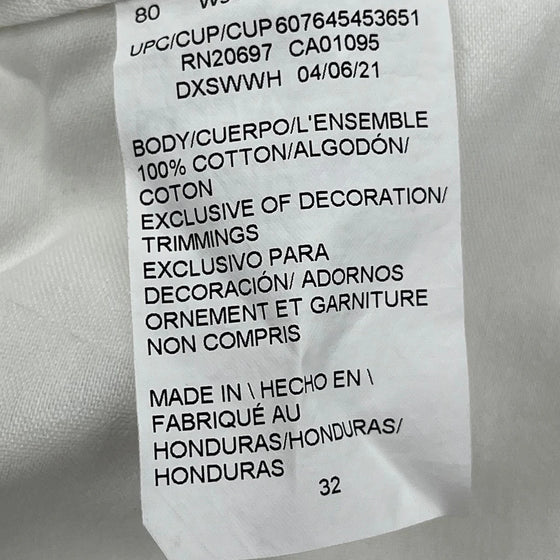 80
UPC/CUP/CUP 607645453651
RN20697 CA01095
DXSWWH 04/06/21
BODY/CUERPO/L'ENSEMBLE
100% COTTON/ALGODÓN/
COTON
EXCLUSIVE OF DECORATION/
TRIMMINGS
EXCLUSIVO PARA
DECORACIÓN/ ADORNOS
ORNEMENT ET GARNITURE
NON COMPRIS
MADE IN \ HECHO EN \
FABRIQUÉ AU
HONDURAS/HONDURAS/
HONDURAS
32